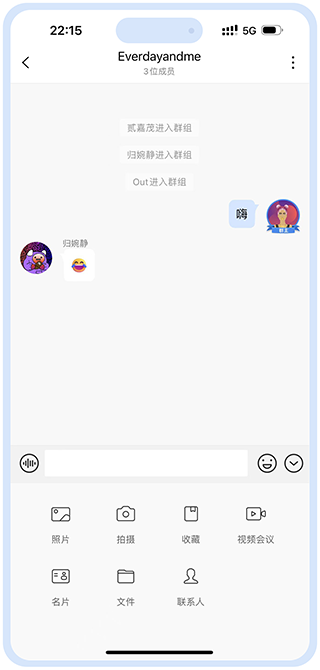 22:15
5G
Everdayandme
3位成员
贰嘉茂进入群组
归婉静进入群组
Out进入群组
嗨
群主
归婉静
照片
拍摄
收藏
视频会议
名片
文件
联系人